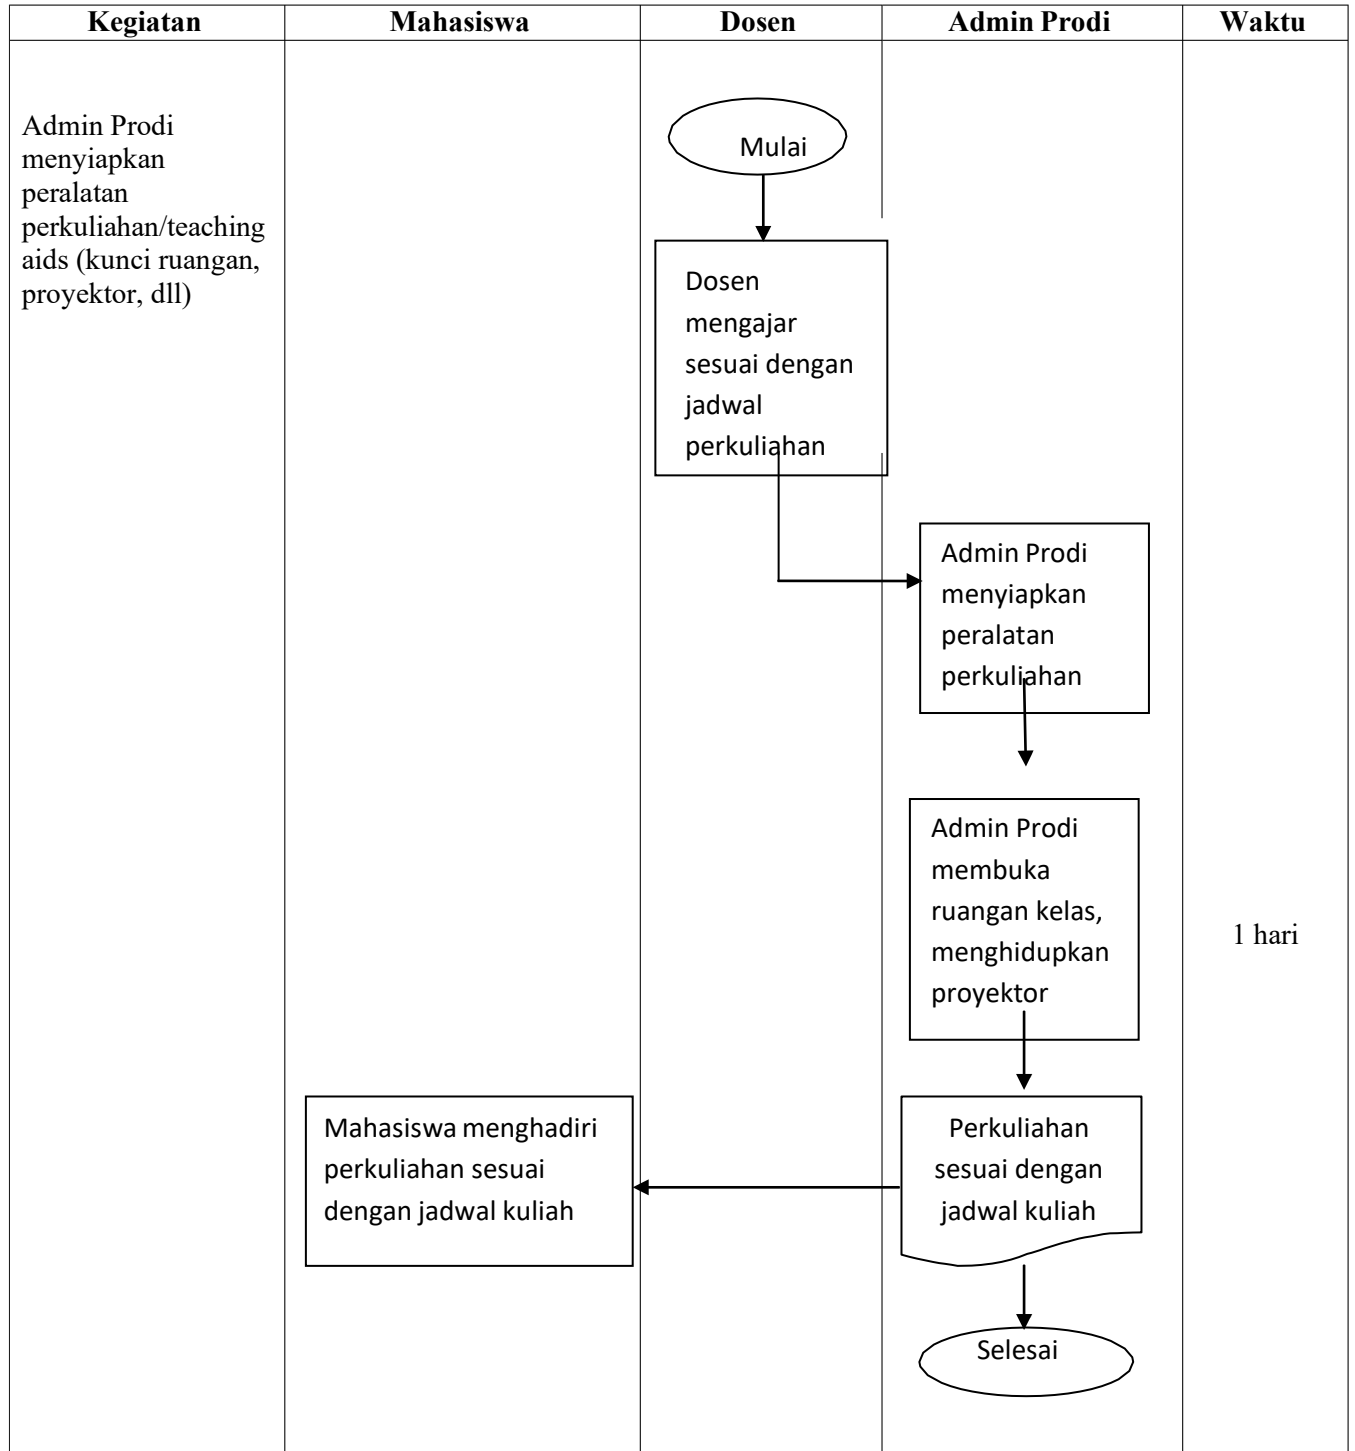 Kegiatan Mahasiswa Dosen Admin Prodi Waktu
Admin Prodi
menyiapkan
peralatan
perkuliahan/teaching
aids (kunci ruangan,
proyektor, dll)
Mulai
Dosen
mengajar
sesuai dengan
jadwal
perkuliahan
Admin Prodi
menyiapkan
peralatan
perkuliahan
Admin Prodi
membuka
ruangan kelas,
menghidupkan
proyektor
1 hari
Mahasiswa menghadiri
perkuliahan sesuai
dengan jadwal kuliah
Perkuliahan
sesuai dengan
jadwal kuliah
Selesai